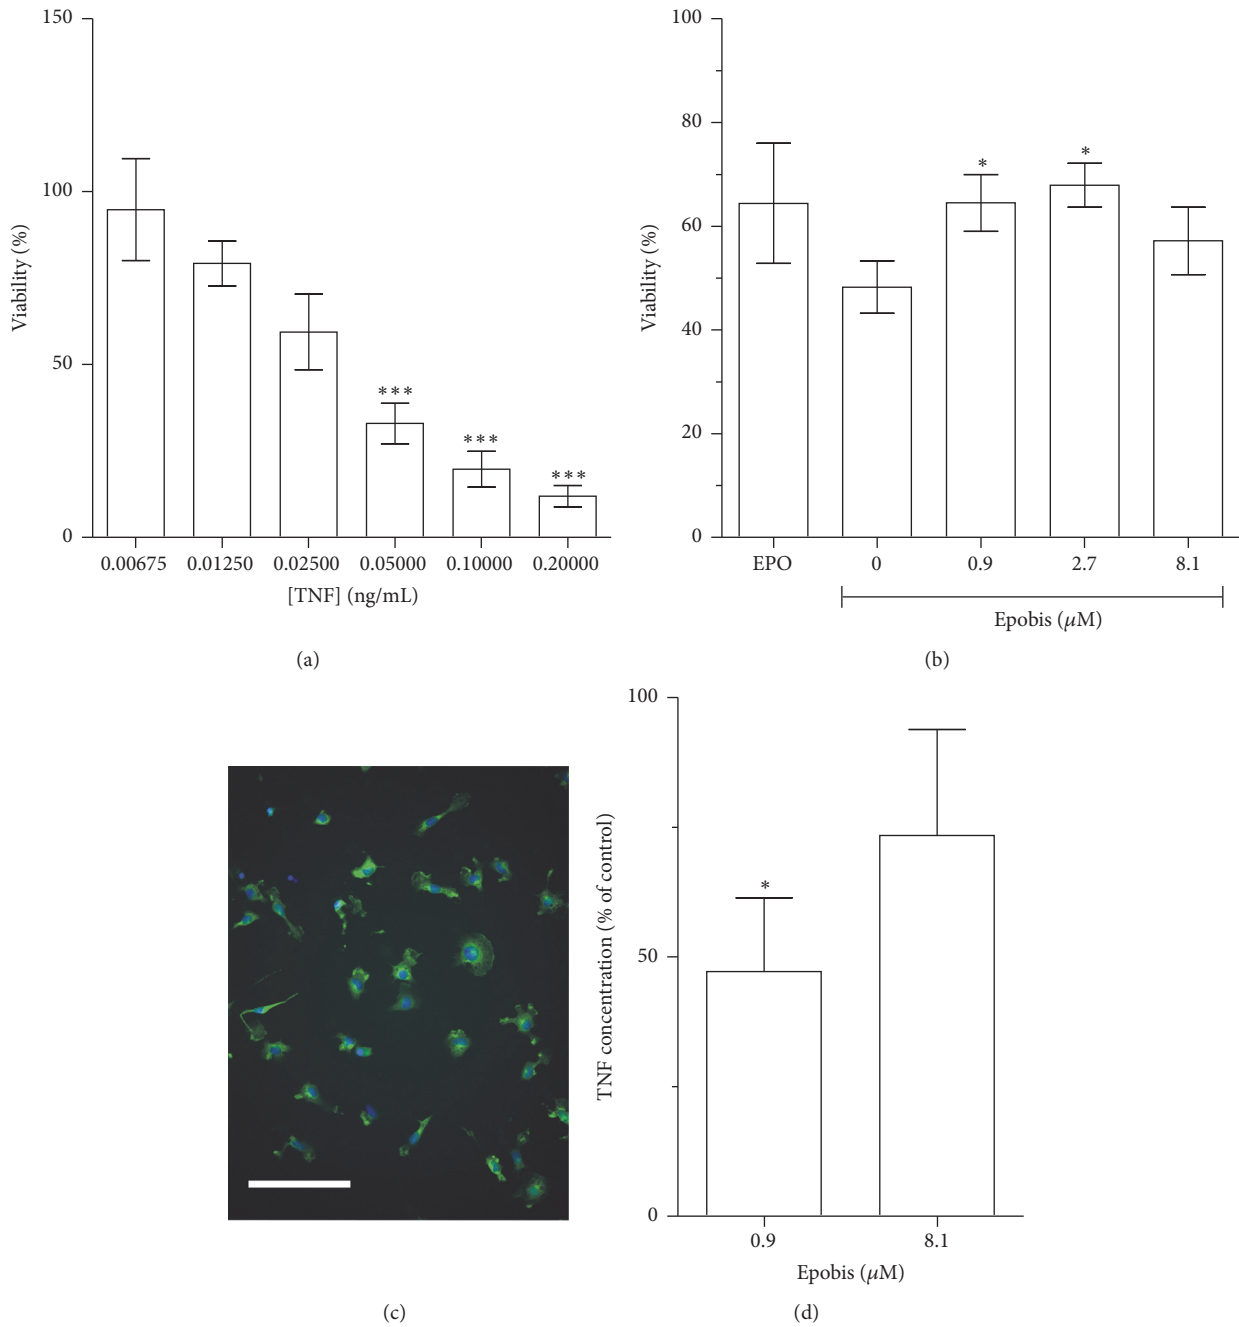 150
100
50
0
Viability (%)
***
***
***
0.00675 0.01250 0.02500 0.05000 0.10000 0.20000
[TNF] (ng/mL)
(a)
100
80
60
40
20
0
Viability (%)
*
*
EPO 0 0.9 2.7 8.1
Epobis (μM)
(b)
(c)
100
50
0
TNF concentration (% of control)
*
0.9 8.1
Epobis (μM)
(d)